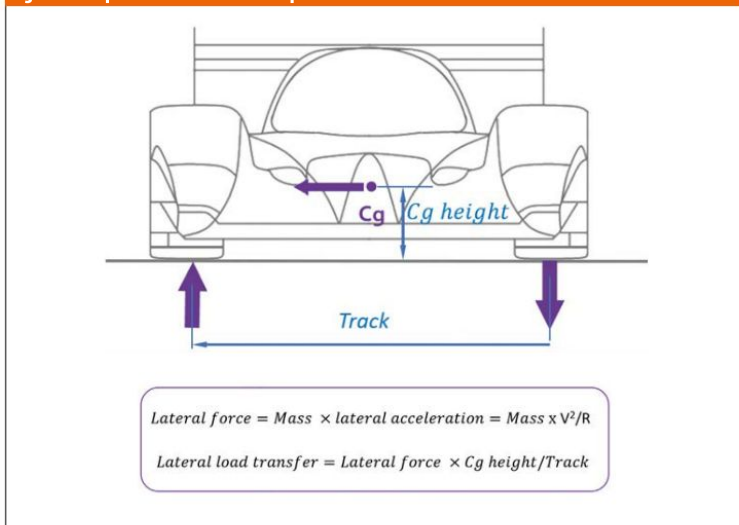 Cg
Cg height
Track
Lateral force = Mass × lateral acceleration = Mass x V²/R
Lateral load transfer = Lateral force × Cg height/Track